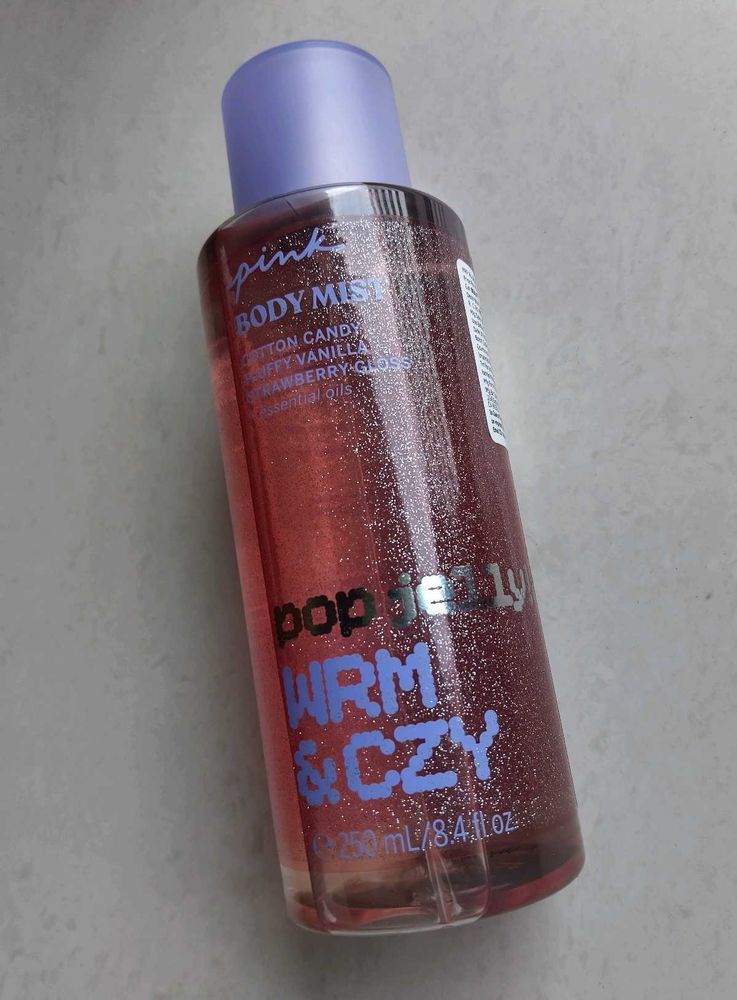 pink
BODY MIST
COTTON CANDY
FLUFFY VANILLA
STRAWBERRY GLOSS
essential oils
pop jelly
WRM
&CZY
℮ 250 mL/8.4 fl oz